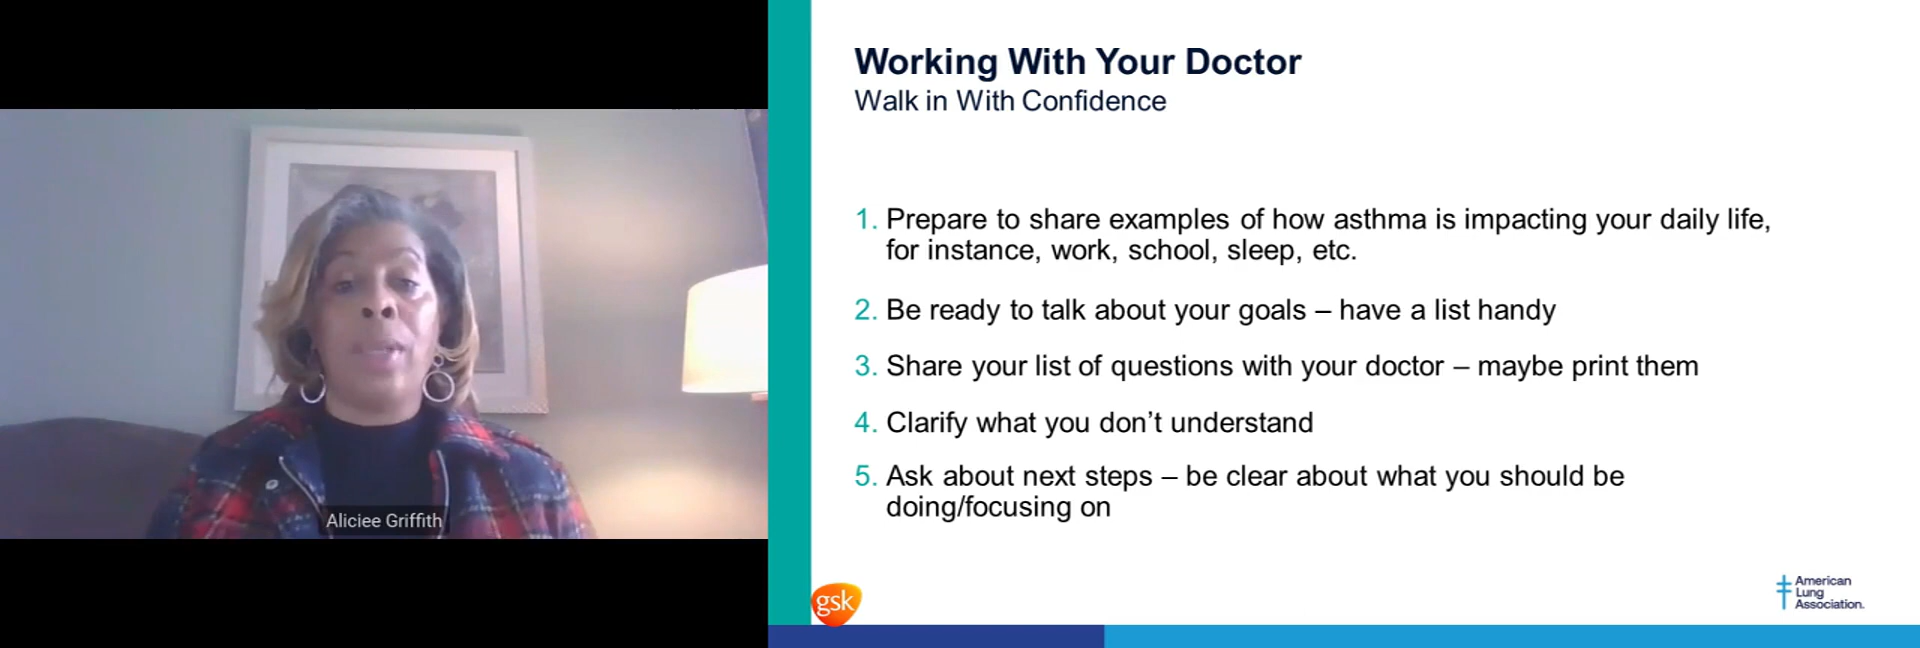 Aliciee Griffith
Working With Your Doctor
Walk in With Confidence
1. Prepare to share examples of how asthma is impacting your daily life,
for instance, work, school, sleep, etc.
2. Be ready to talk about your goals – have a list handy
3. Share your list of questions with your doctor – maybe print them
4. Clarify what you don’t understand
5. Ask about next steps – be clear about what you should be
doing/focusing on
gsk
American
Lung
Association.